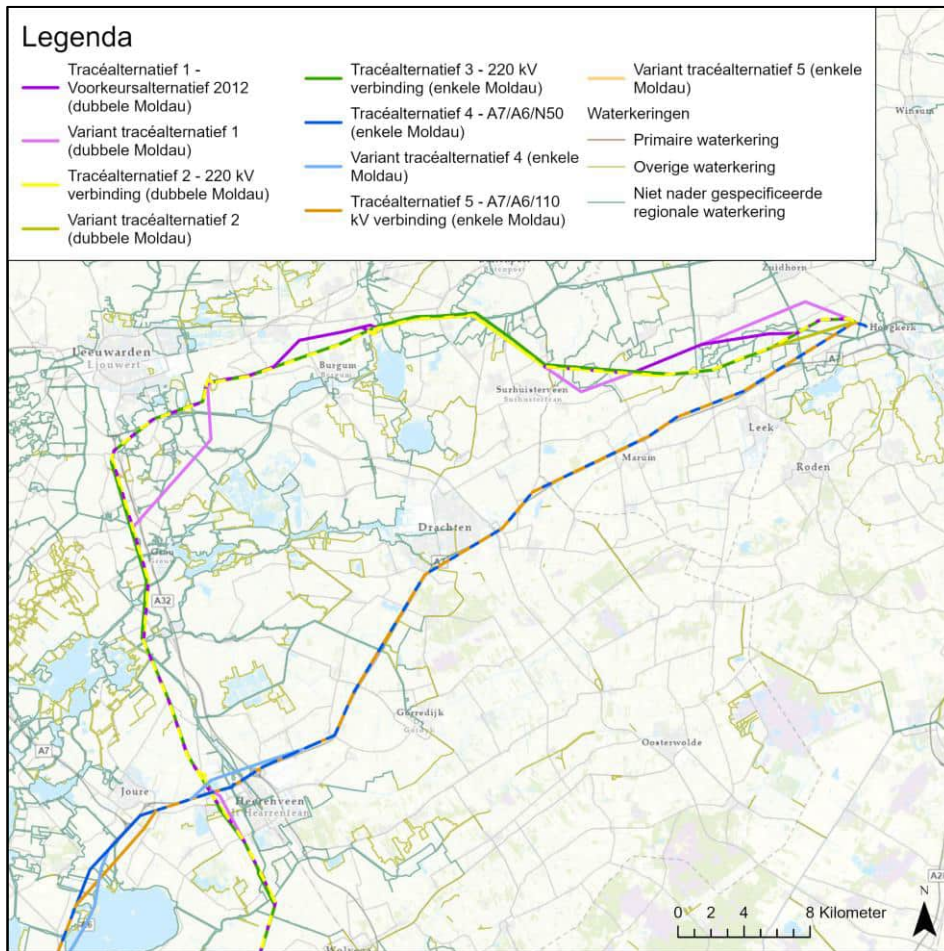 Legenda
Tracéalternatief 1 -
Voorkeursalternatief 2012
(dubbele Moldau)
Variant tracéalternatief 1
(dubbele Moldau)
Tracéalternatief 2 - 220 kV
verbinding (dubbele Moldau)
Variant tracéalternatief 2
(dubbele Moldau)
Tracéalternatief 3 - 220 kV
verbinding (enkele Moldau)
Tracéalternatief 4 - A7/A6/N50
(enkele Moldau)
Variant tracéalternatief 4 (enkele
Moldau)
Tracéalternatief 5 - A7/A6/110
kV verbinding (enkele Moldau)
Variant tracéalternatief 5 (enkele
Moldau)
Waterkeringen
Primaire waterkering
Overige waterkering
Niet nader gespecificeerde
regionale waterkering
Winsum
Zuidhorn
Hoogkerk
Leeuwarden
Ljouwert
Burgum
Surhuisterveen
A7
Leek
Marum
Roden
Drachten
A32
Gorredijk
Oosterwolde
A7
Joure
Heerenveen
It Hearrenfean
N
0 2 4 8 Kilometer